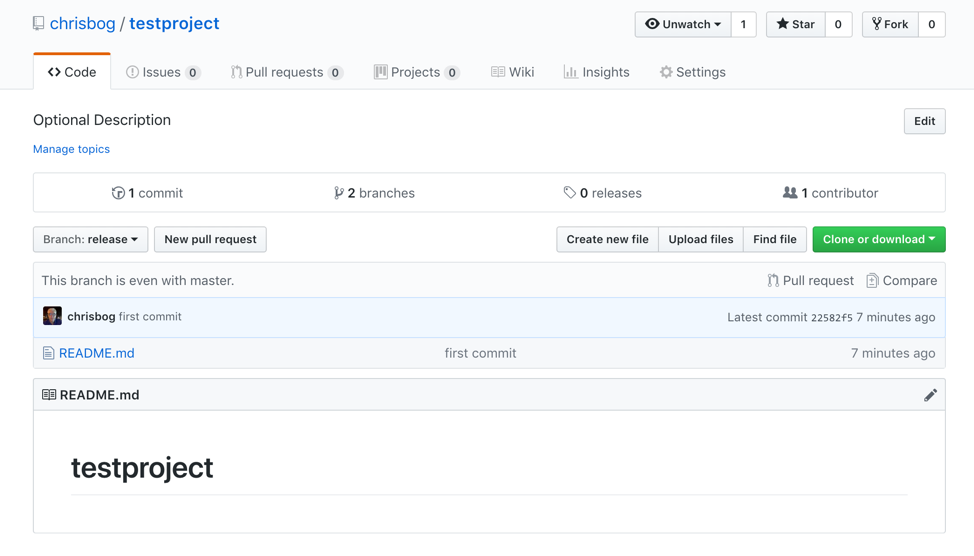 chrisbog / testproject
Unwatch 1 Star 0 Fork 0
Code Issues 0 Pull requests 0 Projects 0 Wiki Insights Settings
Optional Description Edit
Manage topics
1 commit 2 branches 0 releases 1 contributor
Branch: release New pull request Create new file Upload files Find file Clone or download
This branch is even with master. Pull request Compare
chrisbog first commit Latest commit 22582f5 7 minutes ago
README.md first commit 7 minutes ago
README.md
testproject